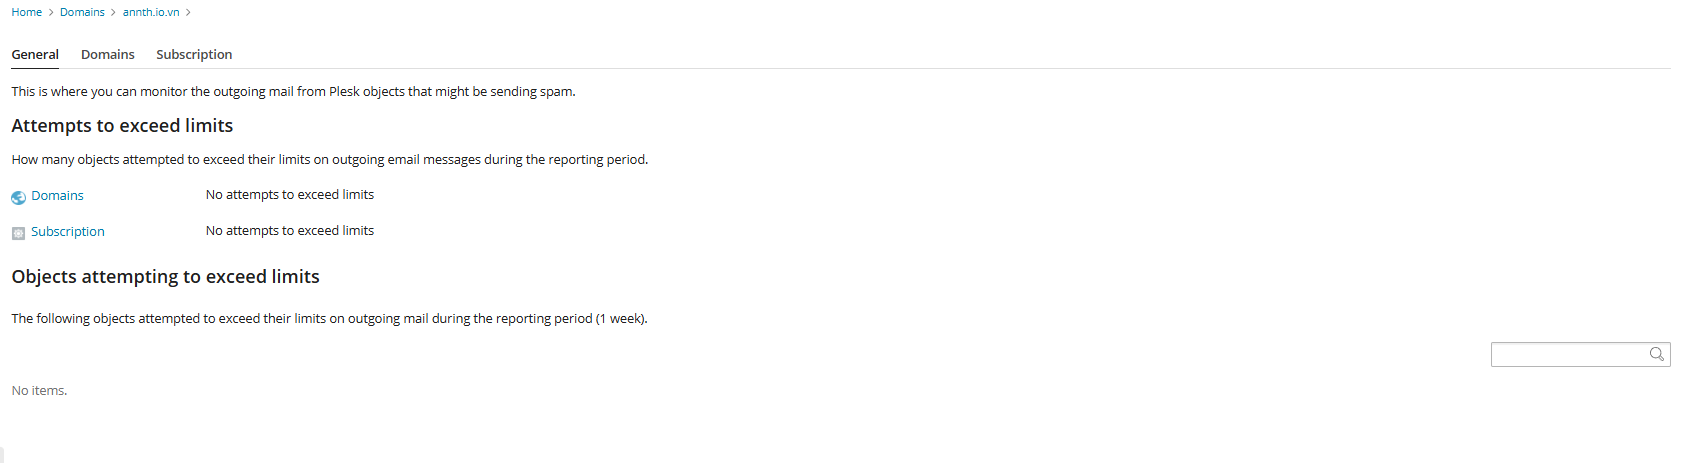 Home > Domains > annth.io.vn >
General Domains Subscription
This is where you can monitor the outgoing mail from Plesk objects that might be sending spam.
Attempts to exceed limits
How many objects attempted to exceed their limits on outgoing email messages during the reporting period.
Domains No attempts to exceed limits
Subscription No attempts to exceed limits
Objects attempting to exceed limits
The following objects attempted to exceed their limits on outgoing mail during the reporting period (1 week).
No items.